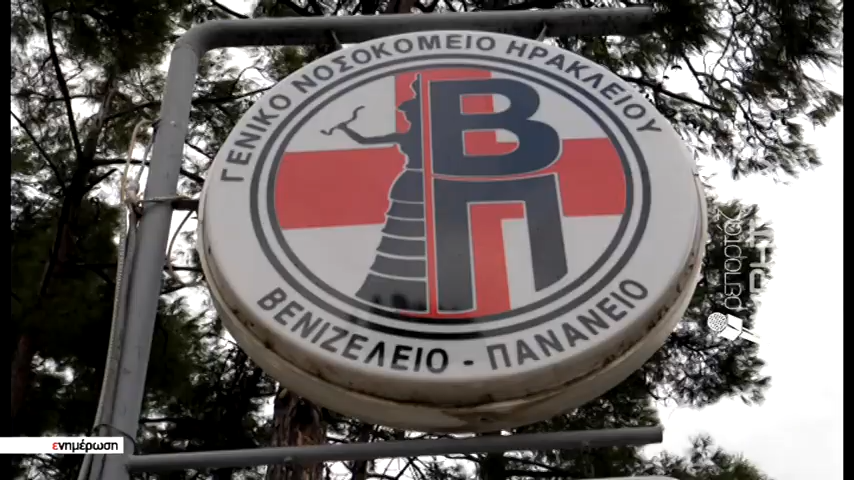 ΓΕΝΙΚΟ ΝΟΣΟΚΟΜΕΙΟ ΗΡΑΚΛΕΙΟΥ
ΒΠ
ΒΕΝΙΖΕΛΕΙΟ - ΠΑΝΑΝΕΙΟ
ενημέρωση